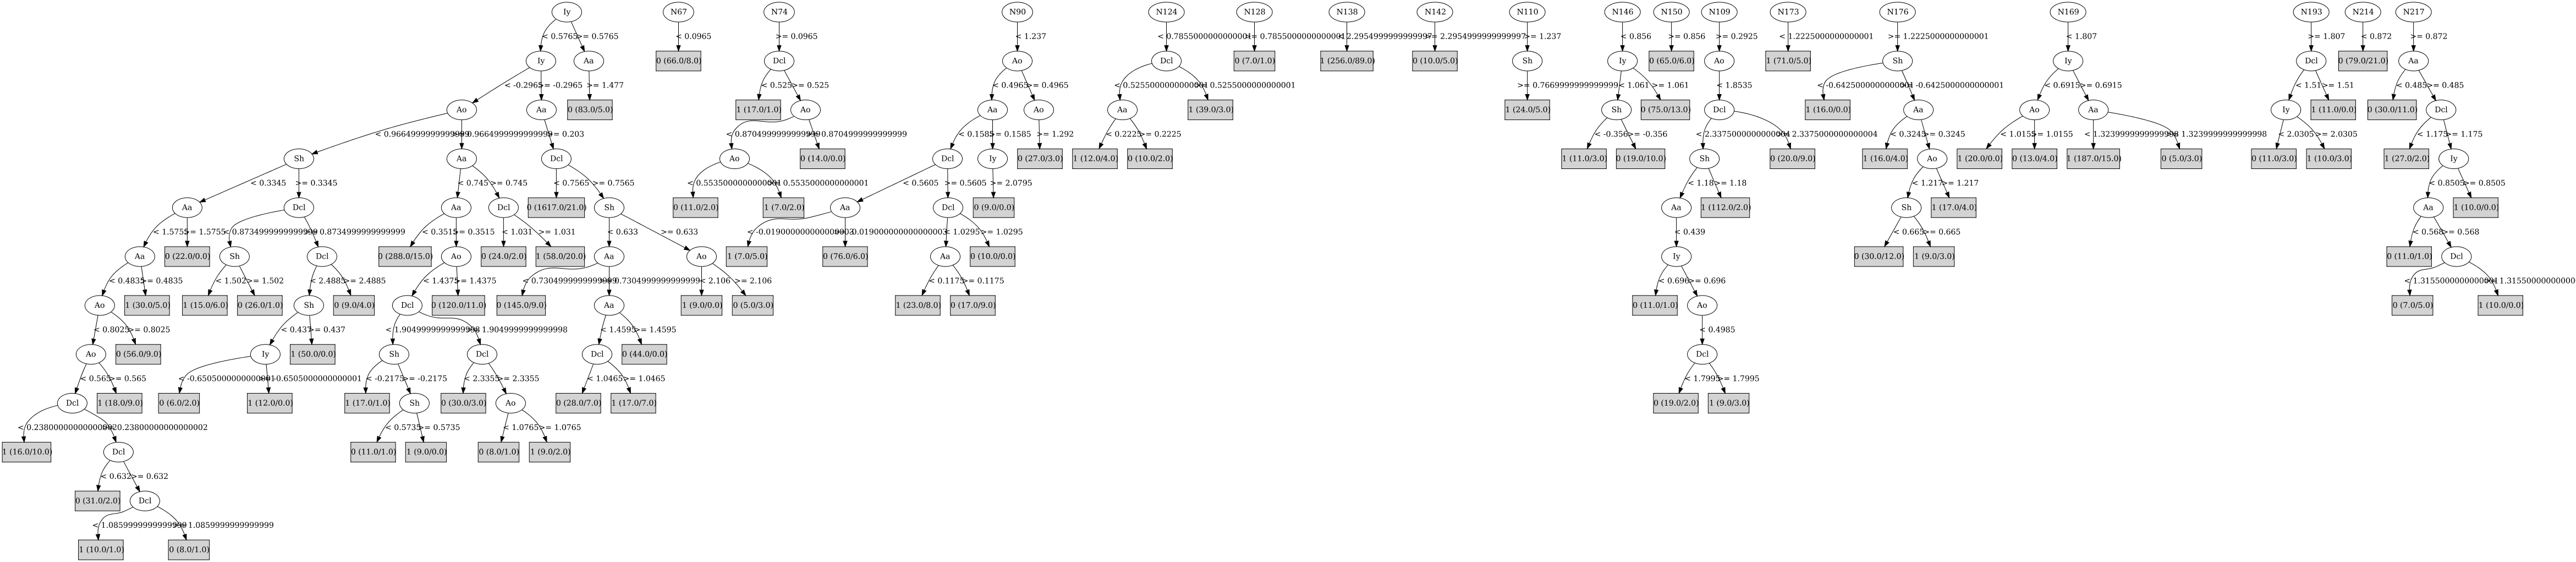 Iy N67 N74 N90 N124 N128 N138 N142 N110 N146 N150 N109 N173 N176 N169 N193 N214 N217
< 0.5765 >= 0.5765 < 0.0965 >= 0.0965 < 1.237 < 0.7855000000000001 >= 0.7855000000000001 < 2.2954999999999997 >= 2.2954999999999997 >= 1.237 < 0.856 >= 0.856 >= 0.2925 < 1.2225000000000001 >= 1.2225000000000001 < 1.807 >= 1.807 < 0.872 >= 0.872
Iy Aa 0 (66.0/8.0) Dcl Ao Dcl 0 (7.0/1.0) 1 (256.0/89.0) 0 (10.0/5.0) Sh Iy 0 (65.0/6.0) Ao 1 (71.0/5.0) Sh Iy Dcl 0 (79.0/21.0) Aa
< -0.2965 >= -0.2965 >= 1.477 < 0.525 >= 0.525 < 0.4965 >= 0.4965 < 0.5255000000000001 >= 0.5255000000000001 >= 0.7669999999999999 < 1.061 >= 1.061 < 1.8535 < -0.6425000000000001 >= -0.6425000000000001 < 0.6915 >= 0.6915 < 1.51 >= 1.51 < 0.485 >= 0.485
Ao Aa 0 (83.0/5.0) 1 (17.0/1.0) Ao Aa Ao Aa 1 (39.0/3.0) 1 (24.0/5.0) Sh 0 (75.0/13.0) Dcl 1 (16.0/0.0) Aa Ao Aa Iy 1 (11.0/0.0) 0 (30.0/11.0) Dcl
< 0.9664999999999999 >= 0.9664999999999999 >= 0.203 < 0.8704999999999999 >= 0.8704999999999999 < 0.1585 >= 0.1585 >= 1.292 < 0.2225 >= 0.2225 < -0.356 >= -0.356 < 2.3375000000000004 >= 2.3375000000000004 < 0.3245 >= 0.3245 < 1.0155 >= 1.0155 < 1.3239999999999998 >= 1.3239999999999998 < 2.0305 >= 2.0305 < 1.175 >= 1.175
Sh Aa Dcl Ao 0 (14.0/0.0) Dcl Iy 0 (27.0/3.0) 1 (12.0/4.0) 0 (10.0/2.0) 1 (11.0/3.0) 0 (19.0/10.0) Sh 0 (20.0/9.0) 1 (16.0/4.0) Ao 1 (20.0/0.0) 0 (13.0/4.0) 1 (187.0/15.0) 0 (5.0/3.0) 0 (11.0/3.0) 1 (10.0/3.0) 1 (27.0/2.0) Iy
< 0.3345 >= 0.3345 < 0.745 >= 0.745 < 0.7565 >= 0.7565 < 0.5535000000000001 >= 0.5535000000000001 < 0.5605 >= 0.5605 >= 2.0795 < 1.18 >= 1.18 < 1.217 >= 1.217 < 0.8505 >= 0.8505
Aa Dcl Aa Dcl 0 (1617.0/21.0) Sh 0 (11.0/2.0) 1 (7.0/2.0) Aa Dcl 0 (9.0/0.0) Aa 1 (112.0/2.0) Sh 1 (17.0/4.0) Aa 1 (10.0/0.0)
< 1.5755 >= 1.5755 < 0.8734999999999999 >= 0.8734999999999999 < 0.3515 >= 0.3515 < 1.031 >= 1.031 < 0.633 >= 0.633 < -0.019000000000000003 >= -0.019000000000000003 < 1.0295 >= 1.0295 < 0.439 < 0.665 >= 0.665 < 0.568 >= 0.568
Aa 0 (22.0/0.0) Sh Dcl 0 (288.0/15.0) Ao 0 (24.0/2.0) 1 (58.0/20.0) Aa Ao 1 (7.0/5.0) 0 (76.0/6.0) Aa 0 (10.0/0.0) Iy 0 (30.0/12.0) 1 (9.0/3.0) 0 (11.0/1.0) Dcl
< 0.4835 >= 0.4835 < 1.502 >= 1.502 < 2.4885 >= 2.4885 < 1.4375 >= 1.4375 < 0.7304999999999999 >= 0.7304999999999999 < 2.106 >= 2.106 < 0.1175 >= 0.1175 < 0.696 >= 0.696 < 1.3155000000000001
Ao 1 (30.0/5.0) 1 (15.0/6.0) 0 (26.0/1.0) Sh 0 (9.0/4.0) Dcl 0 (120.0/11.0) 0 (145.0/9.0) Aa 1 (9.0/0.0) 0 (5.0/3.0) 1 (23.0/8.0) 0 (17.0/9.0) 0 (11.0/1.0) Ao 0 (7.0/5.0) 1 (10.0/0.0)
< 0.8025 >= 0.8025 < 0.437 >= 0.437 < 1.9049999999999998 >= 1.9049999999999998 < 1.4595 >= 1.4595 < 0.4985
Ao 0 (56.0/9.0) Iy 1 (50.0/0.0) Sh Dcl Dcl 0 (44.0/0.0) Dcl
< 0.565 >= 0.565 < -0.6505000000000001 >= -0.6505000000000001 < -0.2175 >= -0.2175 < 2.3355 >= 2.3355 < 1.0465 >= 1.0465 < 1.7995 >= 1.7995
Dcl 1 (18.0/9.0) 0 (6.0/2.0) 1 (12.0/0.0) 1 (17.0/1.0) Sh 0 (30.0/3.0) Ao 0 (28.0/7.0) 1 (17.0/7.0) 0 (19.0/2.0) 1 (9.0/3.0)
< 0.23800000000000002 >= 0.23800000000000002 < 0.5735 >= 0.5735 < 1.0765 >= 1.0765
1 (16.0/10.0) Dcl 0 (11.0/1.0) 1 (9.0/0.0) 0 (8.0/1.0) 1 (9.0/2.0)
< 0.632 >= 0.632
0 (31.0/2.0) Dcl
< 1.0859999999999999 >= 1.0859999999999999
1 (10.0/1.0) 0 (8.0/1.0)